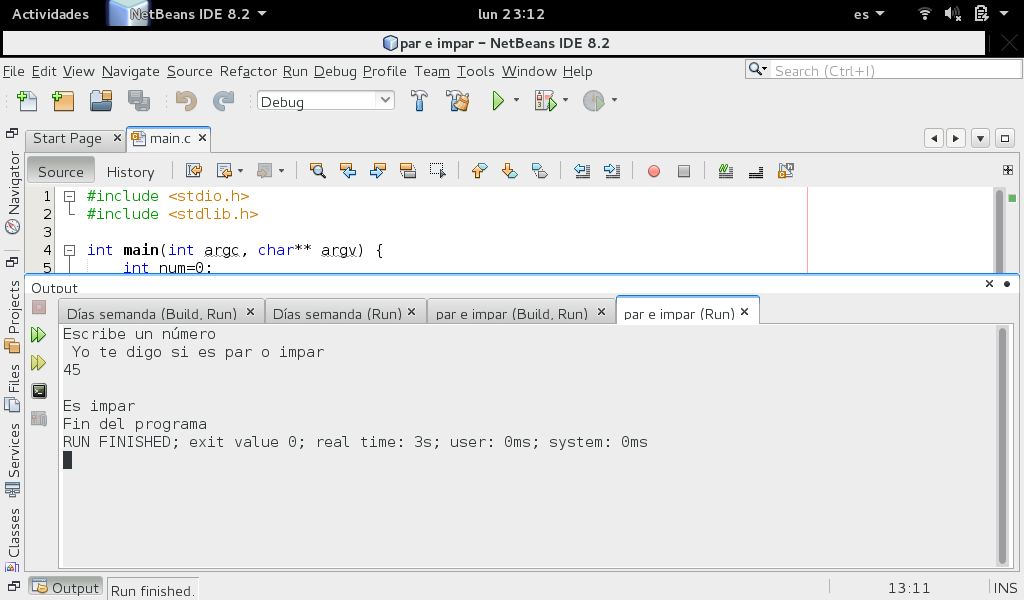 Actividades NetBeans IDE 8.2 lun 23:12 es
par e impar – NetBeans IDE 8.2
File Edit View Navigate Source Refactor Run Debug Profile Team Tools Window Help Search (Ctrl+I)
Debug
Start Page main.c
Source History
1 #include <stdio.h>
2 #include <stdlib.h>
3
4 int main(int argc, char** argv) {
5 int num=0;
Navigator
Projects
Files
Services
Classes
Output
Días semanda (Build, Run) Días semanda (Run) par e impar (Build, Run) par e impar (Run)
Escribe un número
Yo te digo si es par o impar
45
Es impar
Fin del programa
RUN FINISHED; exit value 0; real time: 3s; user: 0ms; system: 0ms
Output Run finished. 13:11 INS